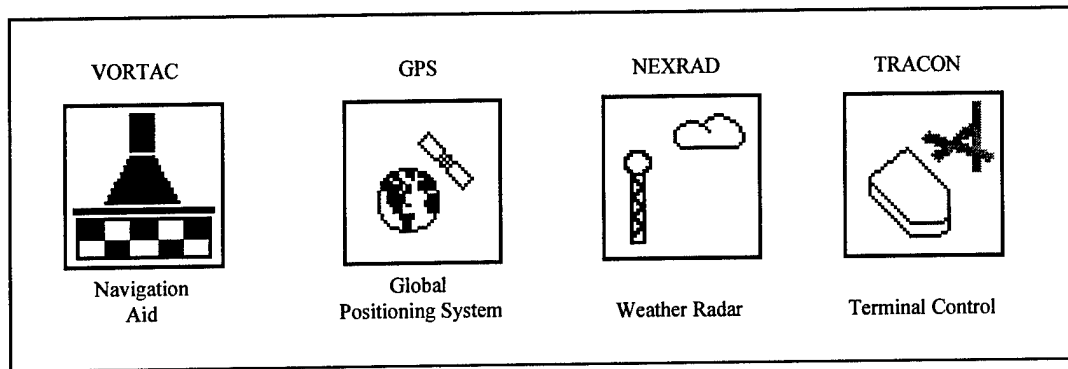 VORTAC
GPS
NEXRAD
TRACON
Navigation
Aid
Global
Positioning System
Weather Radar
Terminal Control